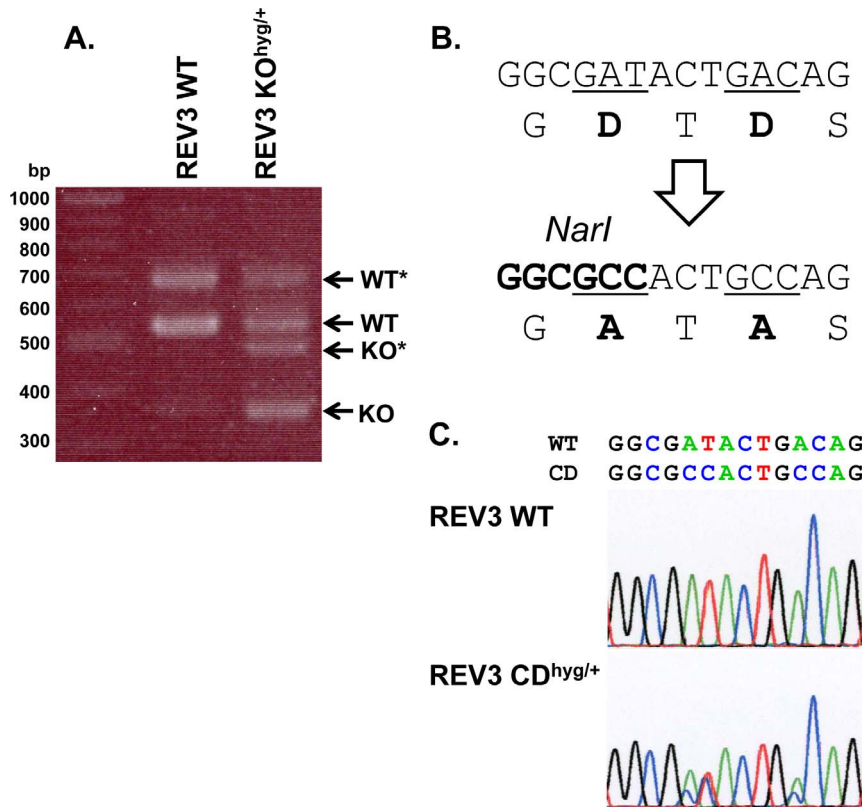 A.
REV3 WT
REV3 KOhyg/+
bp
1000
900
800
700
600
500
400
300
WT*
WT
KO*
KO
B.
GGCGATACTGACAG
G D T D S
NarI
GGCGCCACTGCCAG
G A T A S
C.
WT GGCGATACTGACAG
CD GGCGCCACTGCCAG
REV3 WT
REV3 CDhyg/+